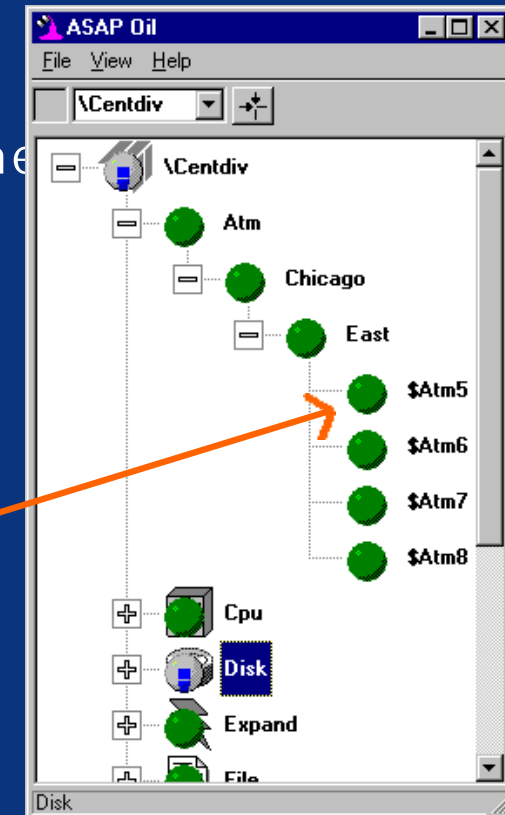 ASAP Oil
File View Help
\Centdiv
\Centdiv
Atm
Chicago
East
$Atm5
$Atm6
$Atm7
$Atm8
Cpu
Disk
Expand
File
Disk